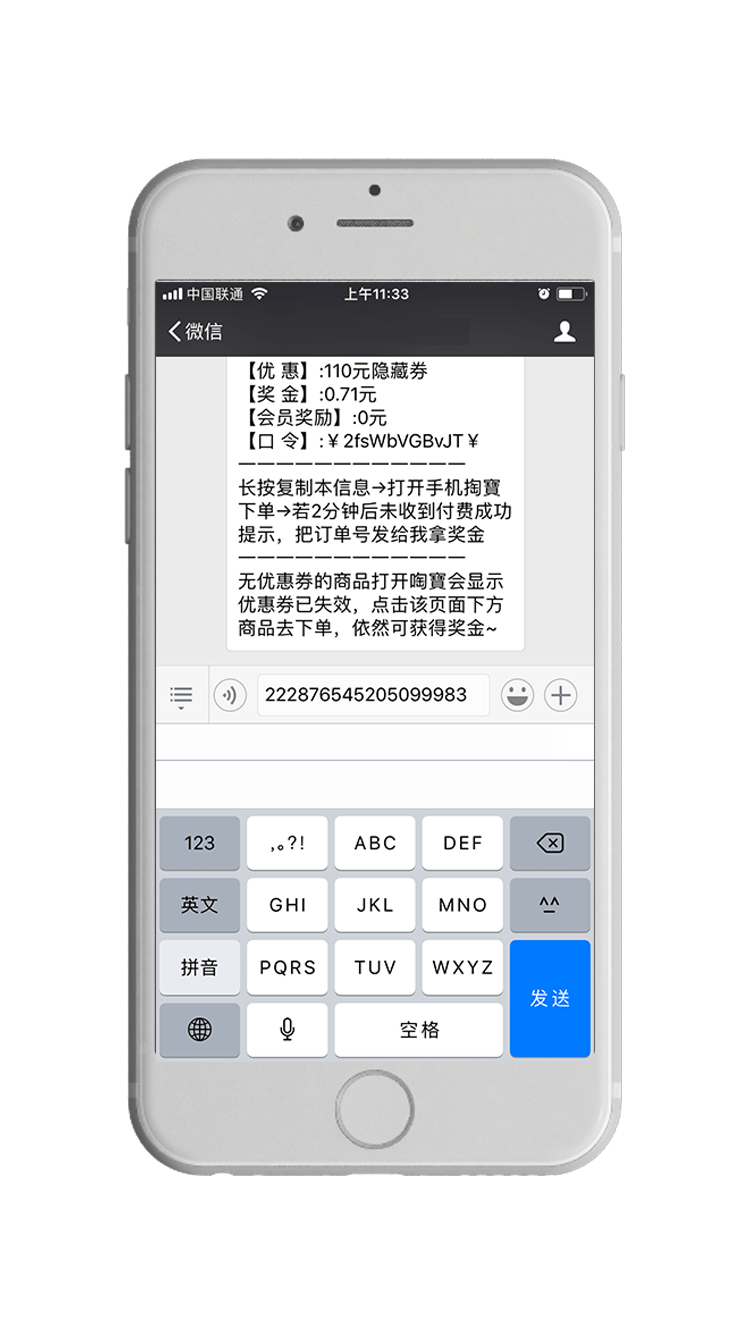 中国联通 上午11:33
微信
【优 惠】:110元隐藏券
【奖 金】:0.71元
【会员奖励】:0元
【口 令】:￥2fsWbVGBvJT￥
————————————
长按复制本信息→打开手机掏寶
下单→若2分钟后未收到付费成功
提示，把订单号发给我拿奖金
————————————
无优惠券的商品打开啕寶会显示
优惠券已失效，点击该页面下方
商品去下单，依然可获得奖金~
222876545205099983
123 ,。?! ABC DEF
英文 GHI JKL MNO ^^
拼音 PQRS TUV WXYZ
发送
空格